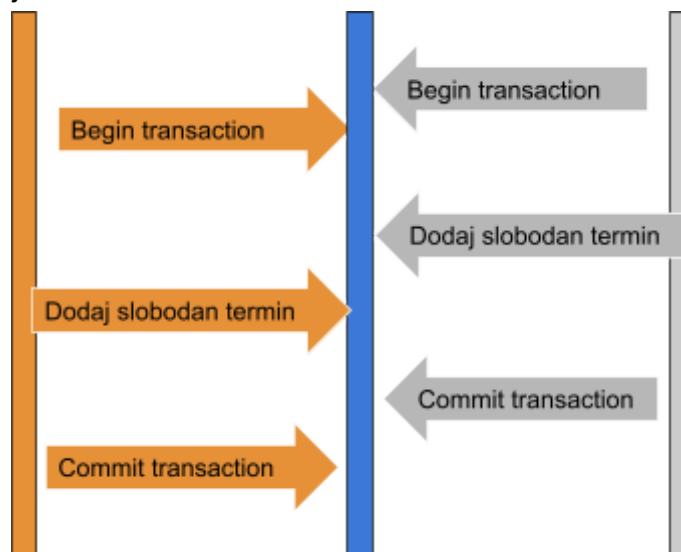 Begin transaction
Begin transaction
Dodaj slobodan termin
Dodaj slobodan termin
Commit transaction
Commit transaction